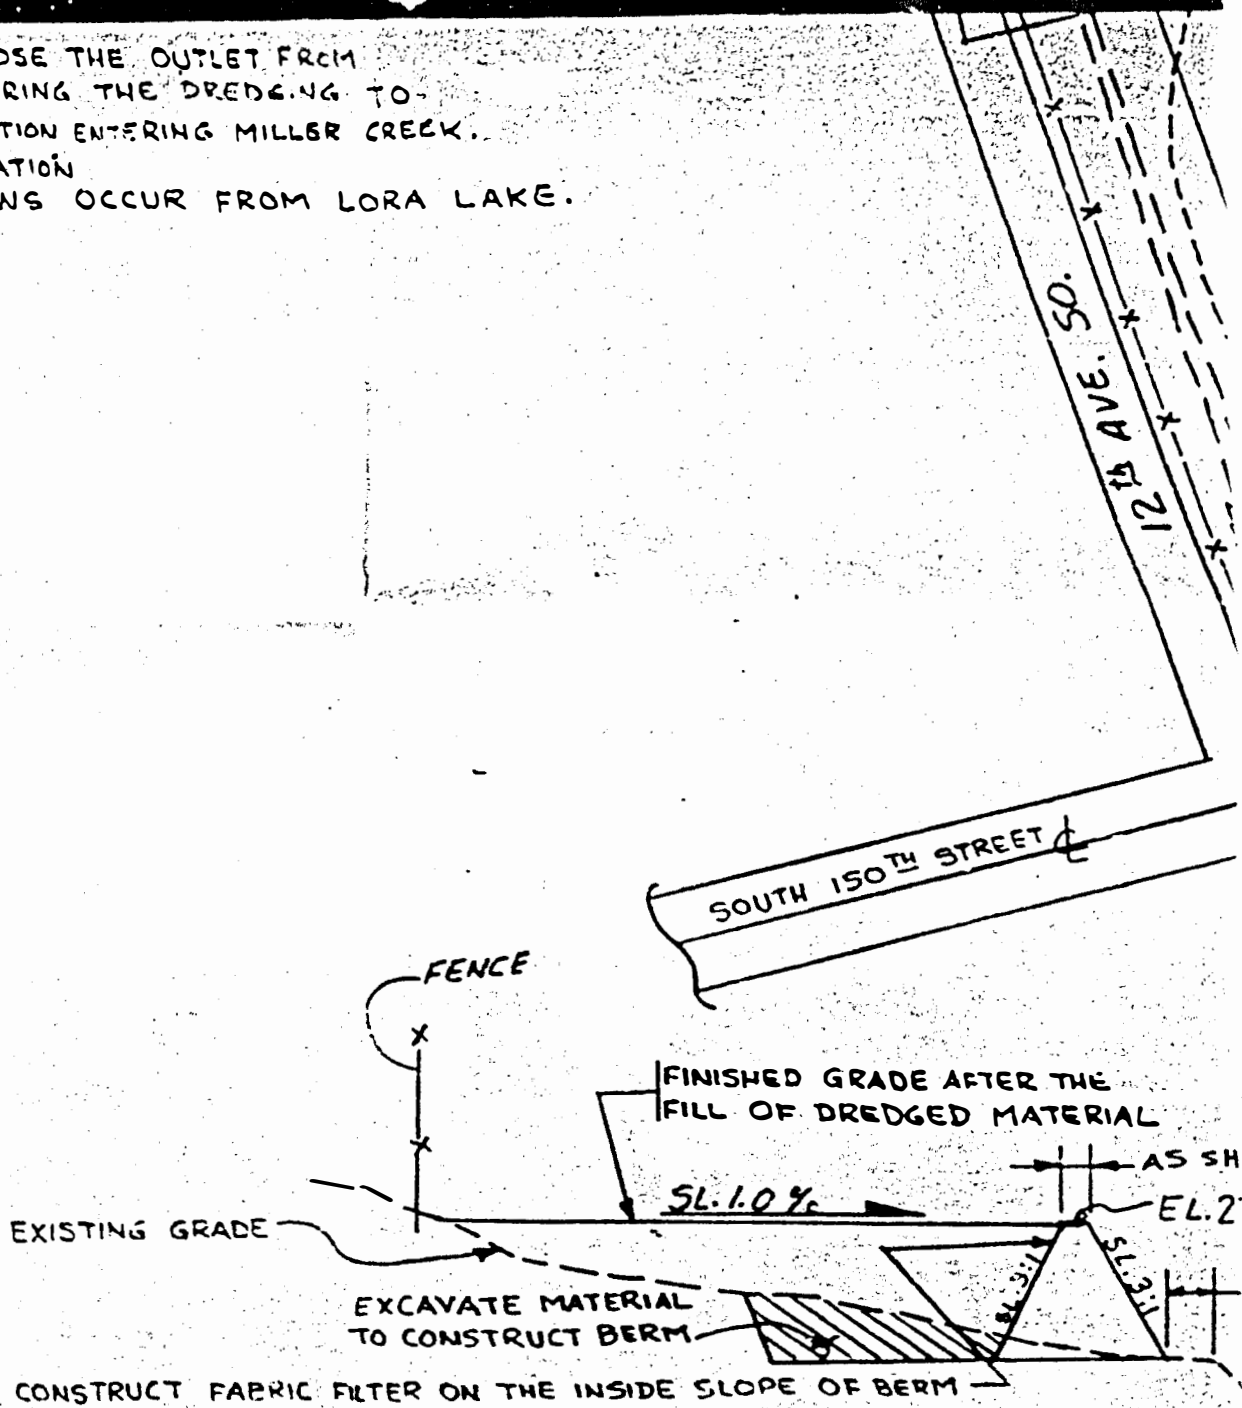 OSE THE OUTLET FROM
RING THE DREDGING TO
TION ENTERING MILLER CREEK.
ATION
NS OCCUR FROM LORA LAKE.
12TH AVE. SO.
SOUTH 150TH STREET ℄
FENCE
FINISHED GRADE AFTER THE
FILL OF DREDGED MATERIAL
AS SH
SL. 1.0 %
EL. 2
EXISTING GRADE
SL. 3:1
SL. 3:1
EXCAVATE MATERIAL
TO CONSTRUCT BERM
CONSTRUCT FABRIC FILTER ON THE INSIDE SLOPE OF BERM